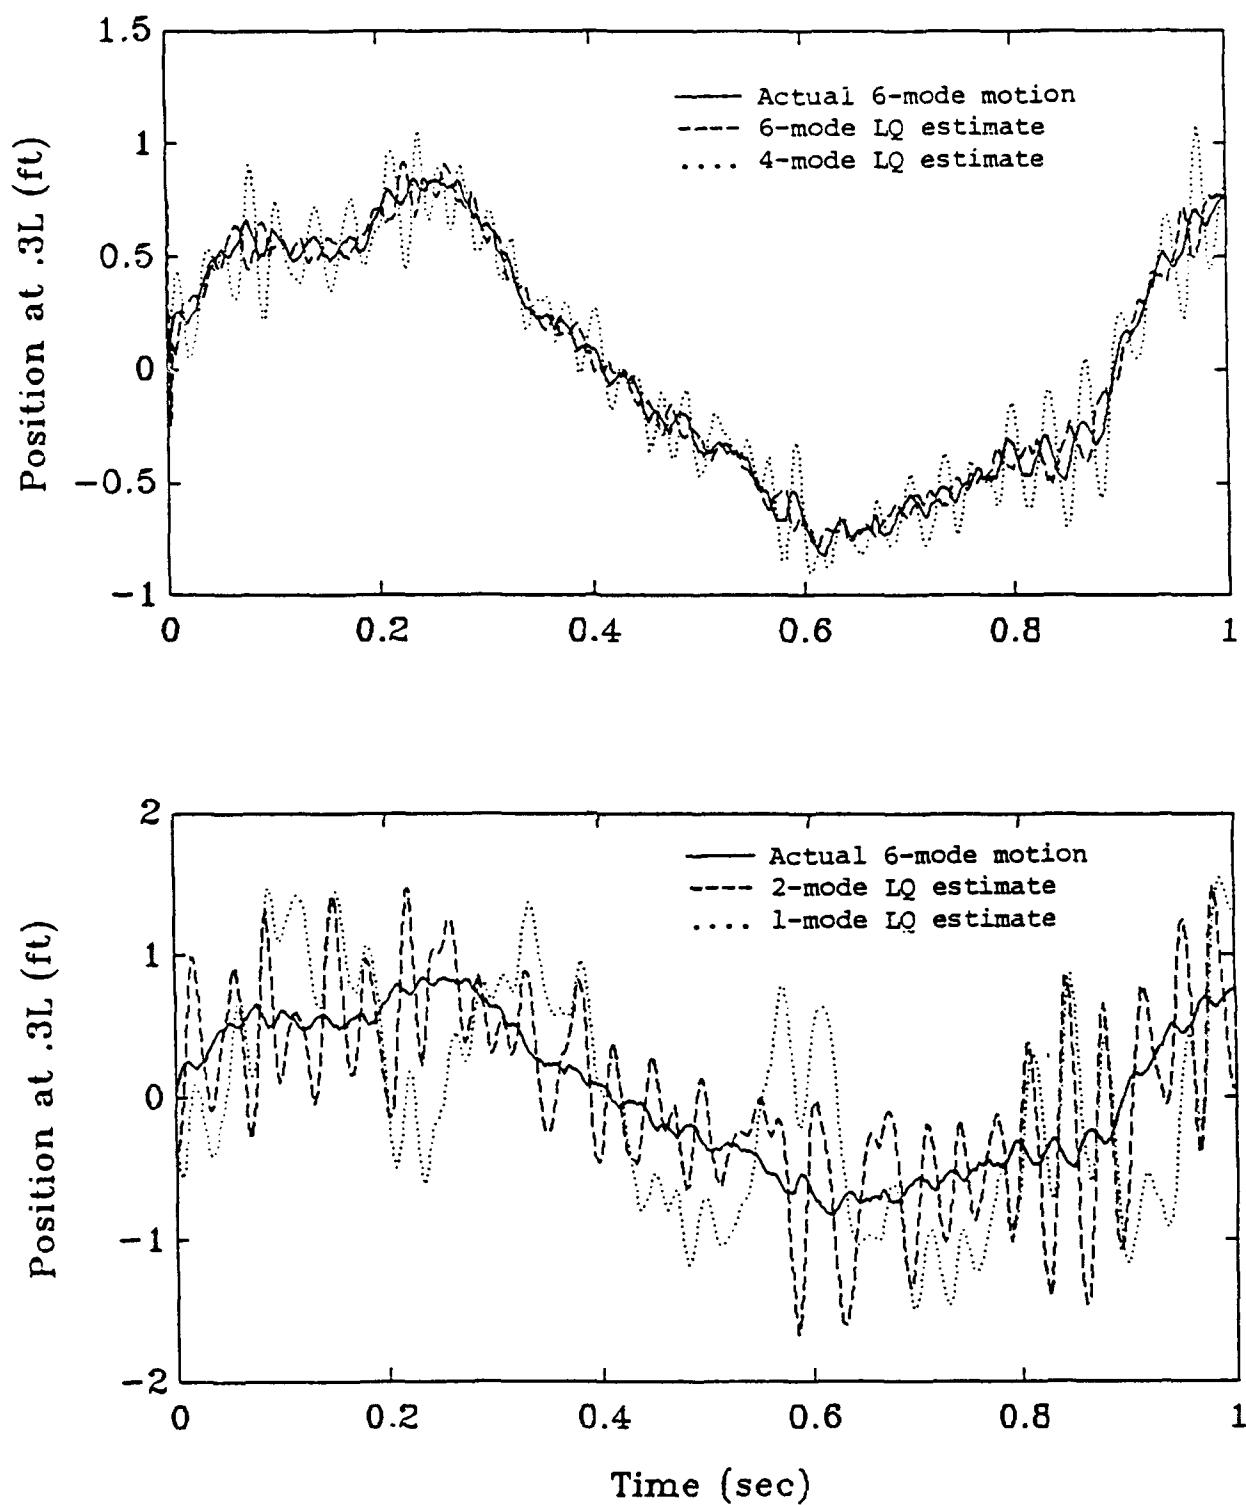 1.5
1
0.5
0
-0.5
-1
Position at .3L (ft)
Actual 6-mode motion
6-mode LQ estimate
4-mode LQ estimate
0 0.2 0.4 0.6 0.8 1
2
1
0
-1
-2
Position at .3L (ft)
Actual 6-mode motion
2-mode LQ estimate
1-mode LQ estimate
0 0.2 0.4 0.6 0.8 1
Time (sec)